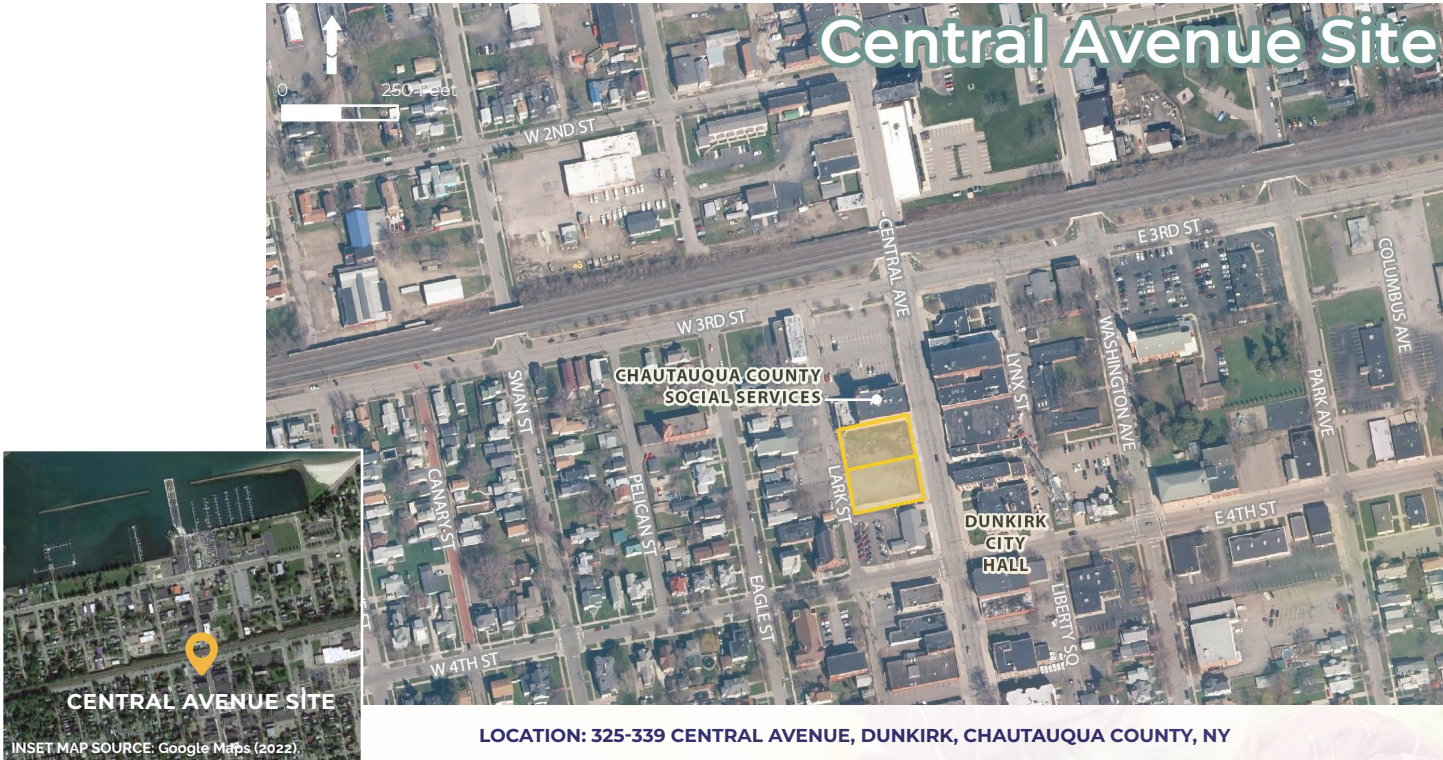 Central Avenue Site
0 250 Feet
W 2ND ST
CENTRAL AVE
E 3RD ST
COLUMBUS AVE
W 3RD ST
CHAUTAUQUA COUNTY
SOCIAL SERVICES
SWAN ST
LYNX ST
WASHINGTON AVE
PARK AVE
CANARY ST
PELICAN ST
LARK ST
DUNKIRK
CITY
HALL
E 4TH ST
EAGLE ST
LIBERTY SQ
W 4TH ST
CT
CENTRAL AVENUE SITE
INSET MAP SOURCE: Google Maps (2022).
LOCATION: 325-339 CENTRAL AVENUE, DUNKIRK, CHAUTAUQUA COUNTY, NY